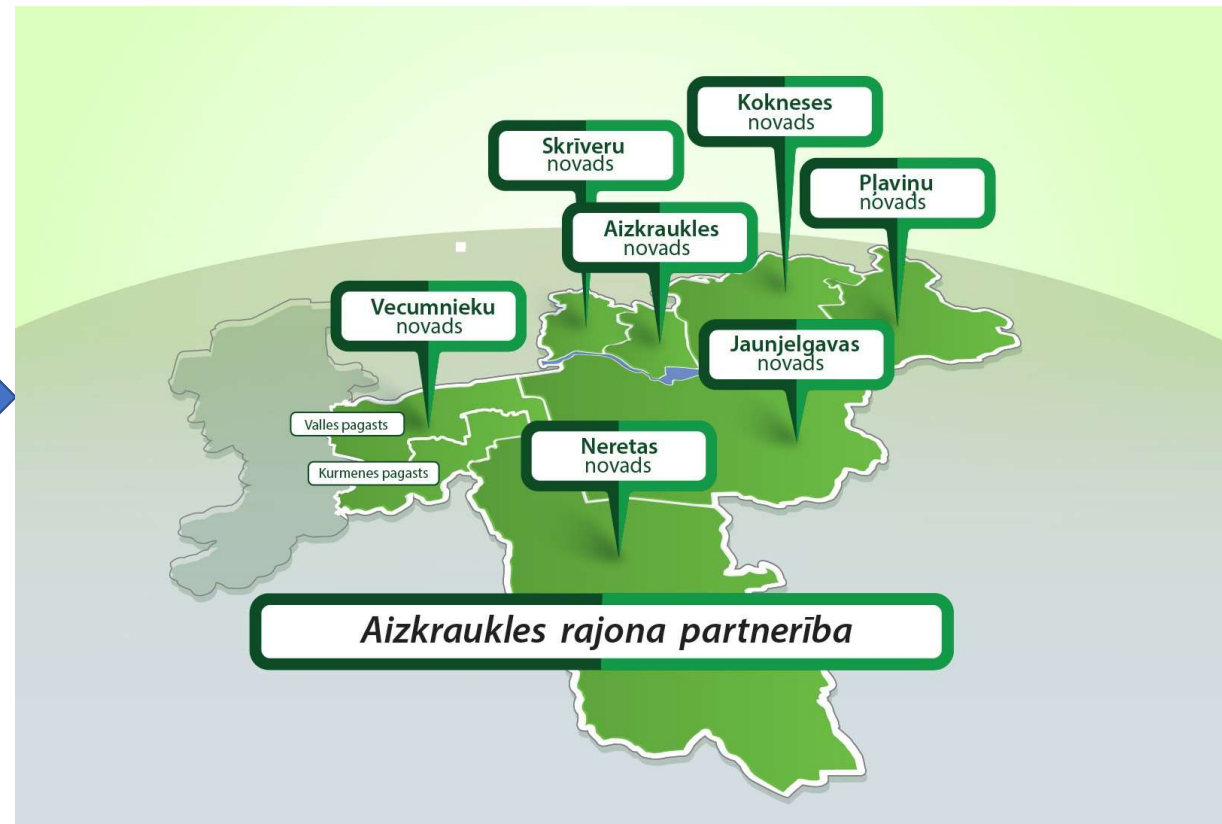 Kokneses
novads
Skrīveru
novads
Pļaviņu
novads
Aizkraukles
novads
Vecumnieku
novads
Jaunjelgavas
novads
Valles pagasts
Neretas
novads
Kurmenes pagasts
Aizkraukles rajona partnerība